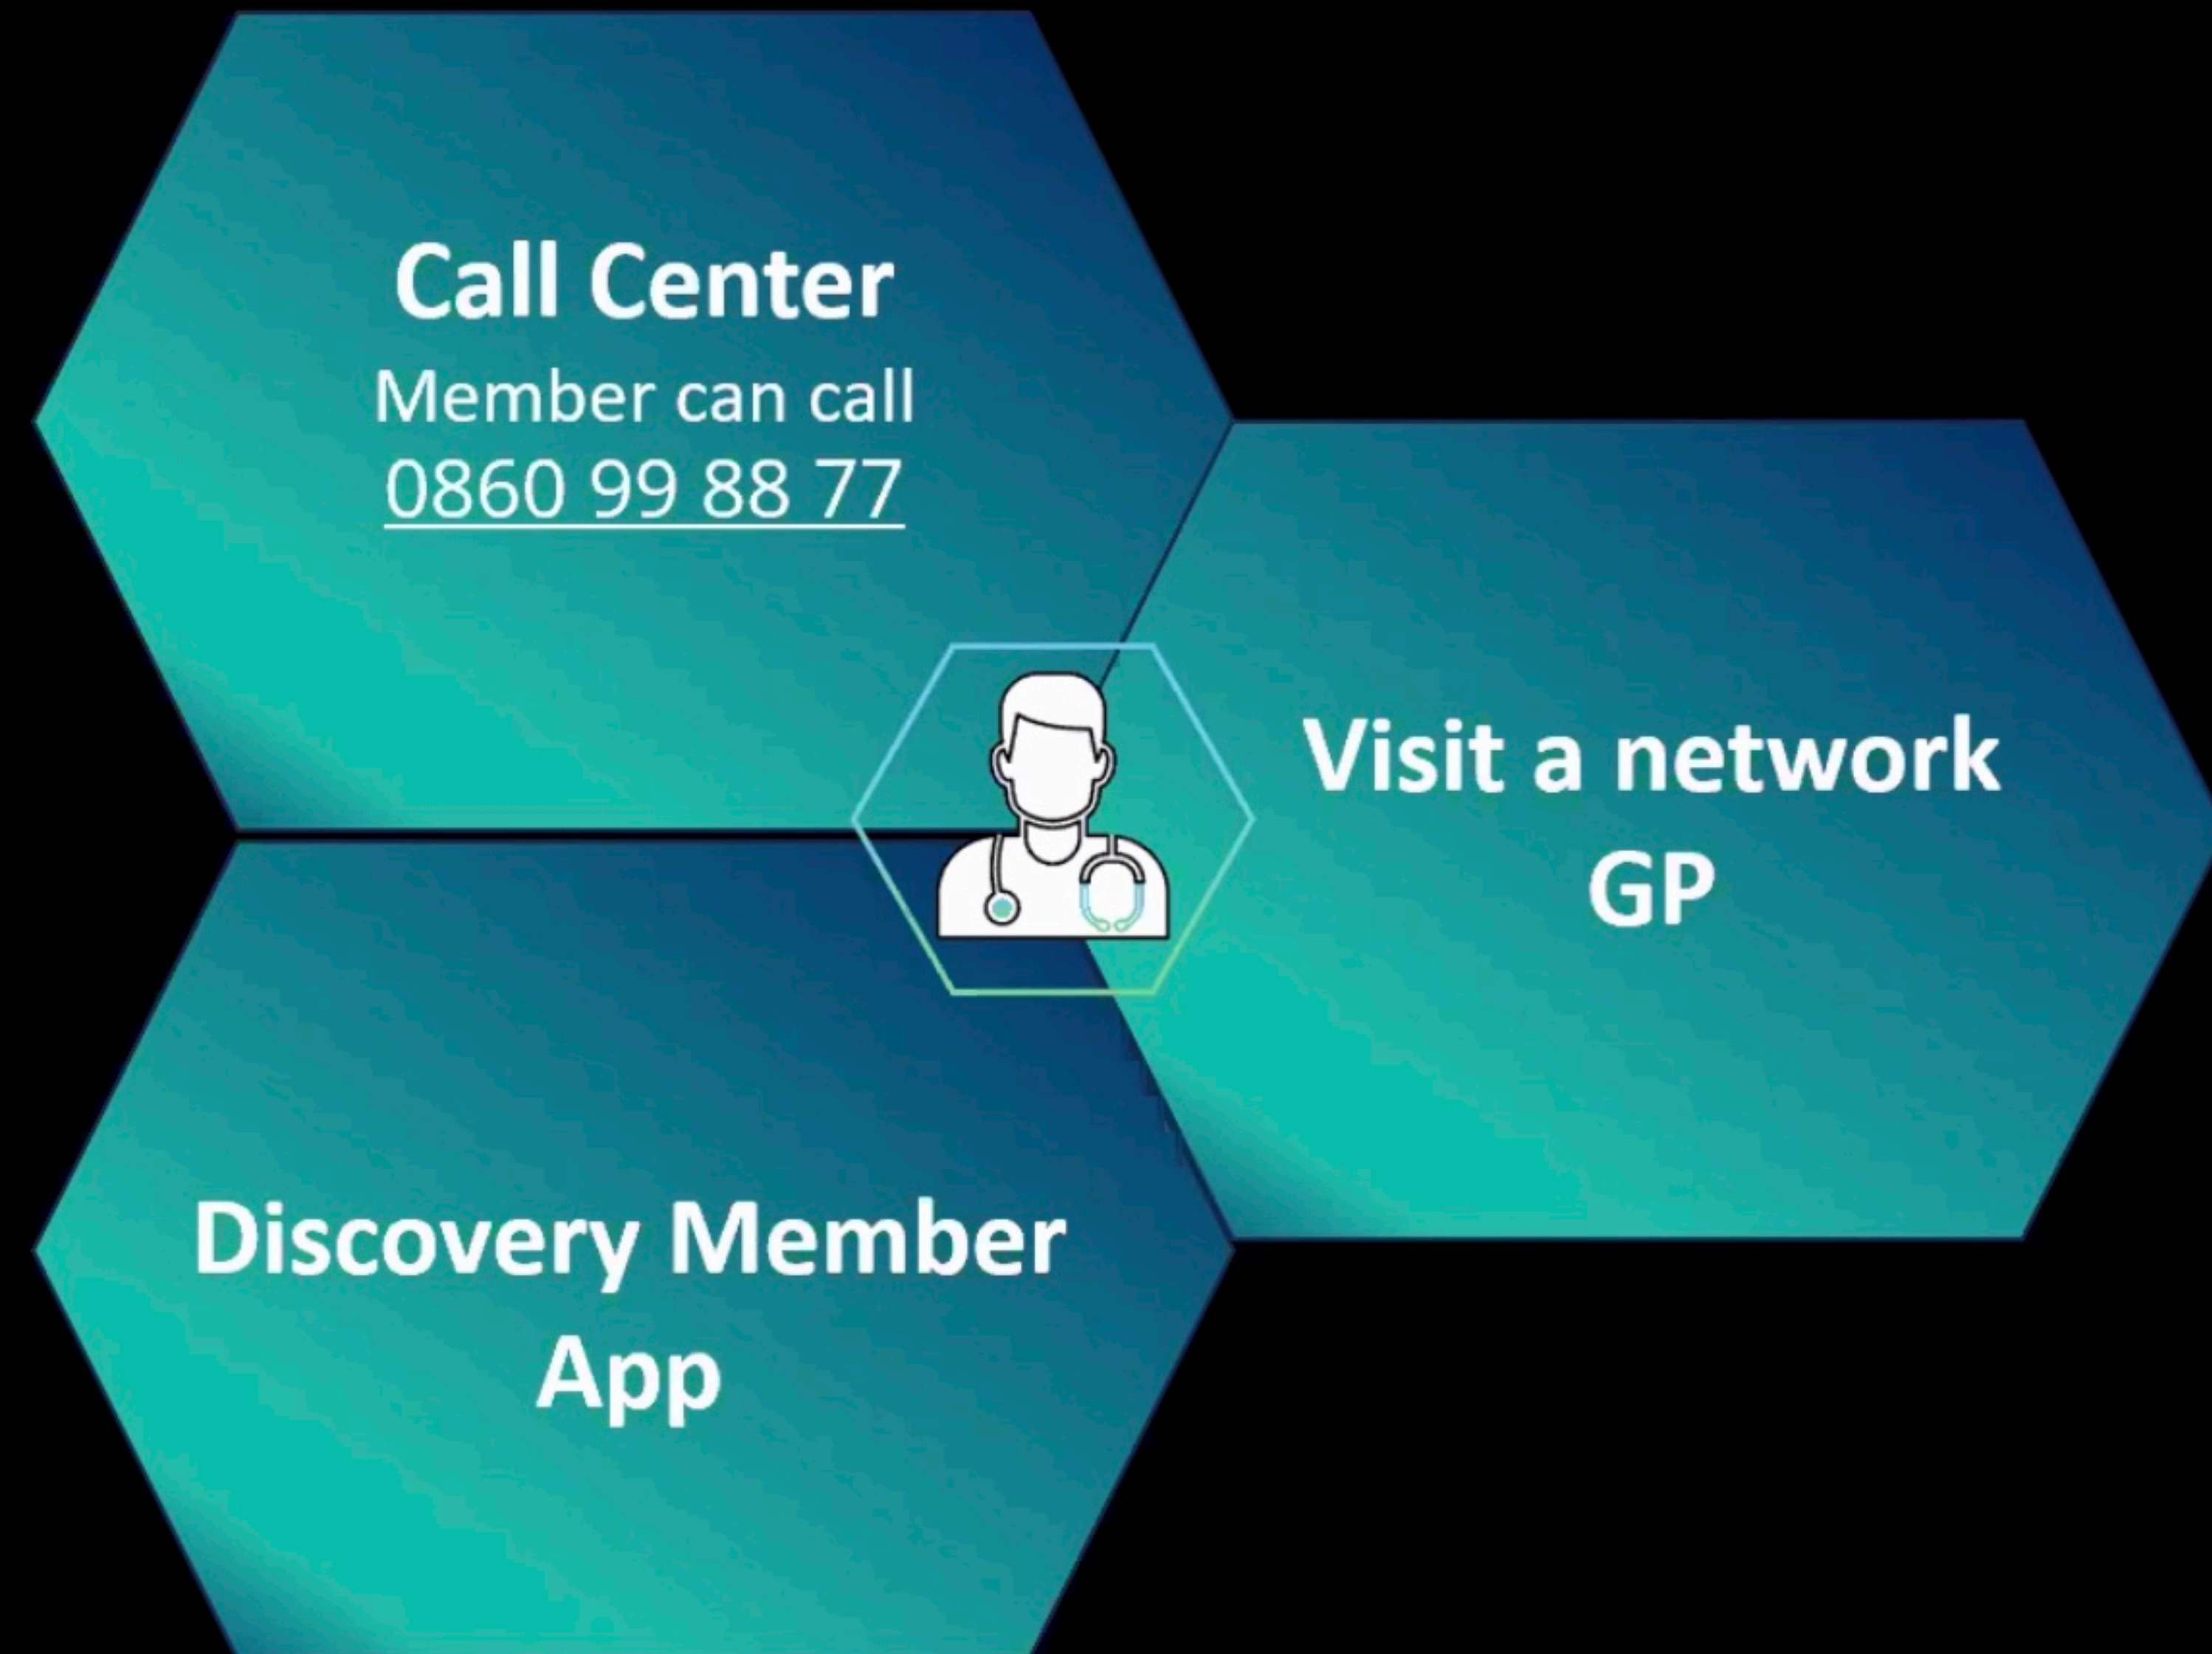 Call Center
Member can call
0860 99 88 77
Visit a network
GP
Discovery Member
App